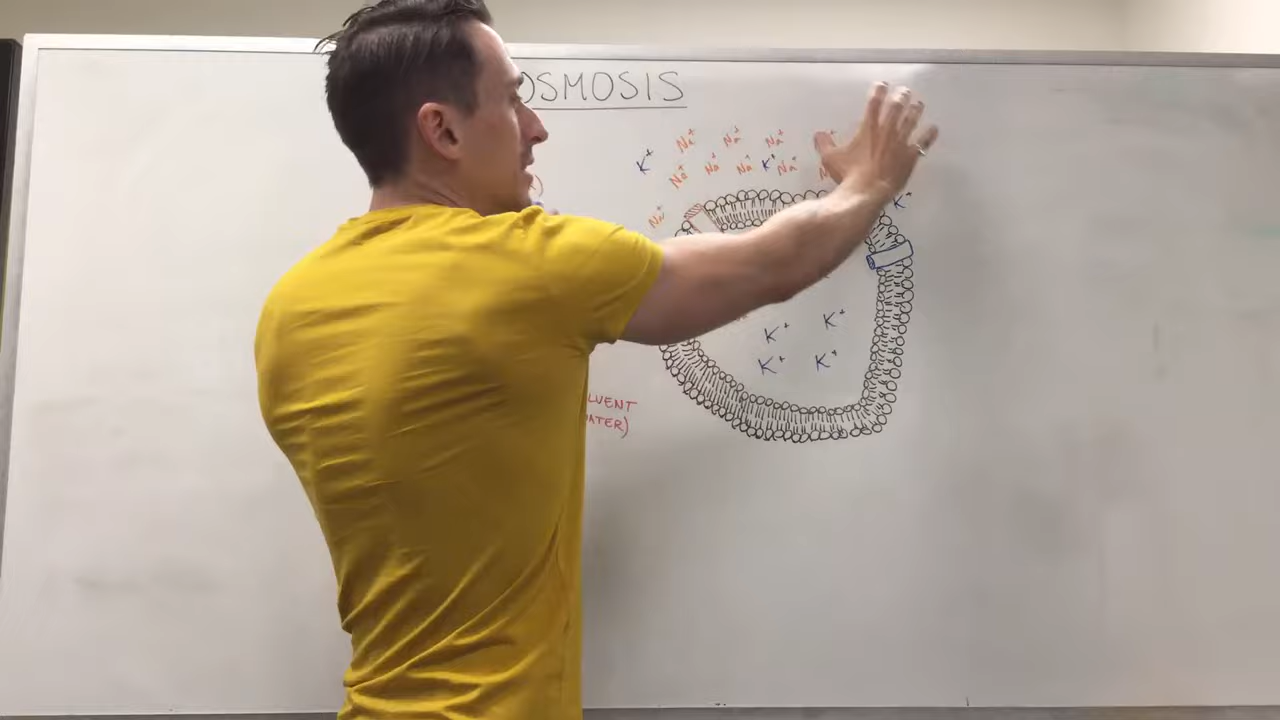 OSMOSIS
Na⁺ Na⁺ Na⁺
K⁺ Na⁺ Na⁺ Na⁺ K⁺ Na⁺
Na⁺ K⁺
K⁺ K⁺
K⁺ K⁺
LVENT
ATER)